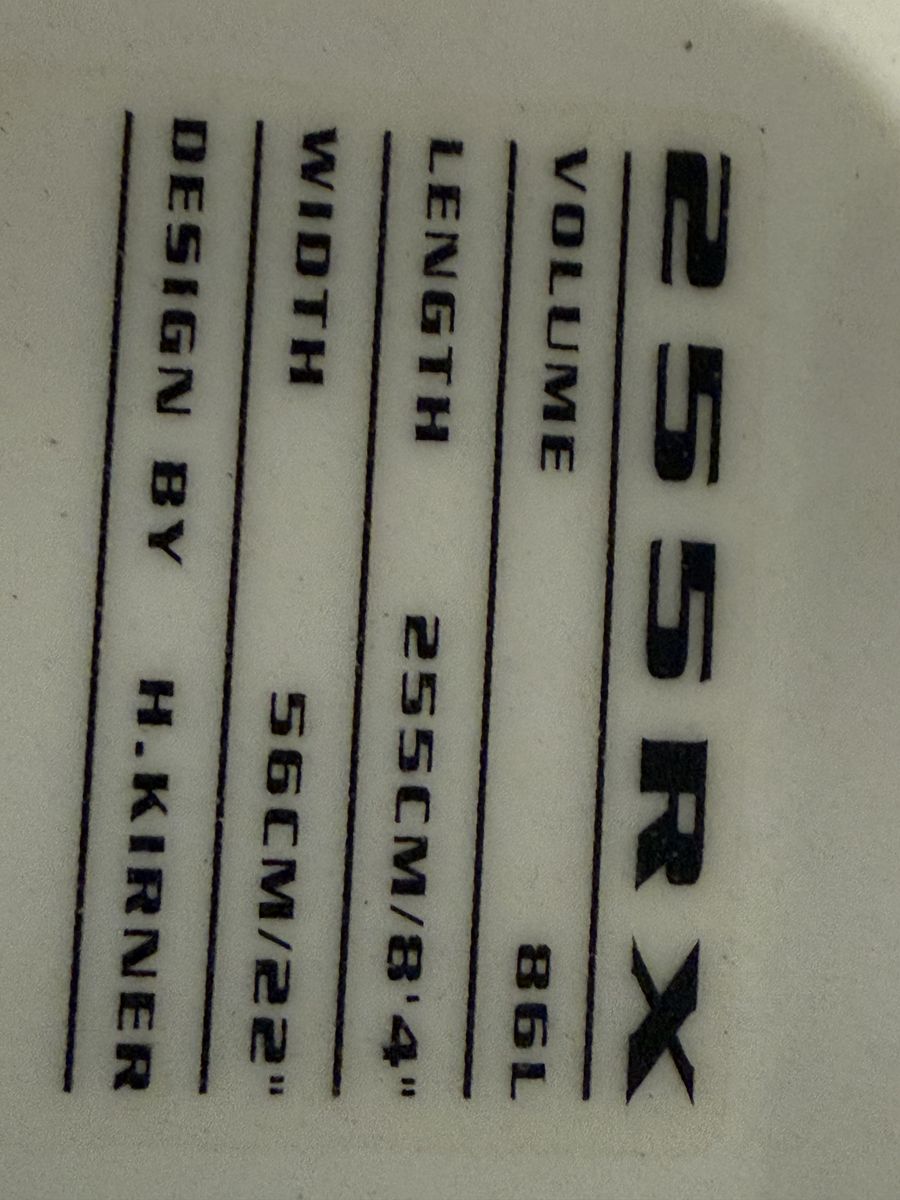 255RX
VOLUME 86L
LENGTH 255CM/8'4"
WIDTH 56CM/22"
DESIGN BY H.KIRNER